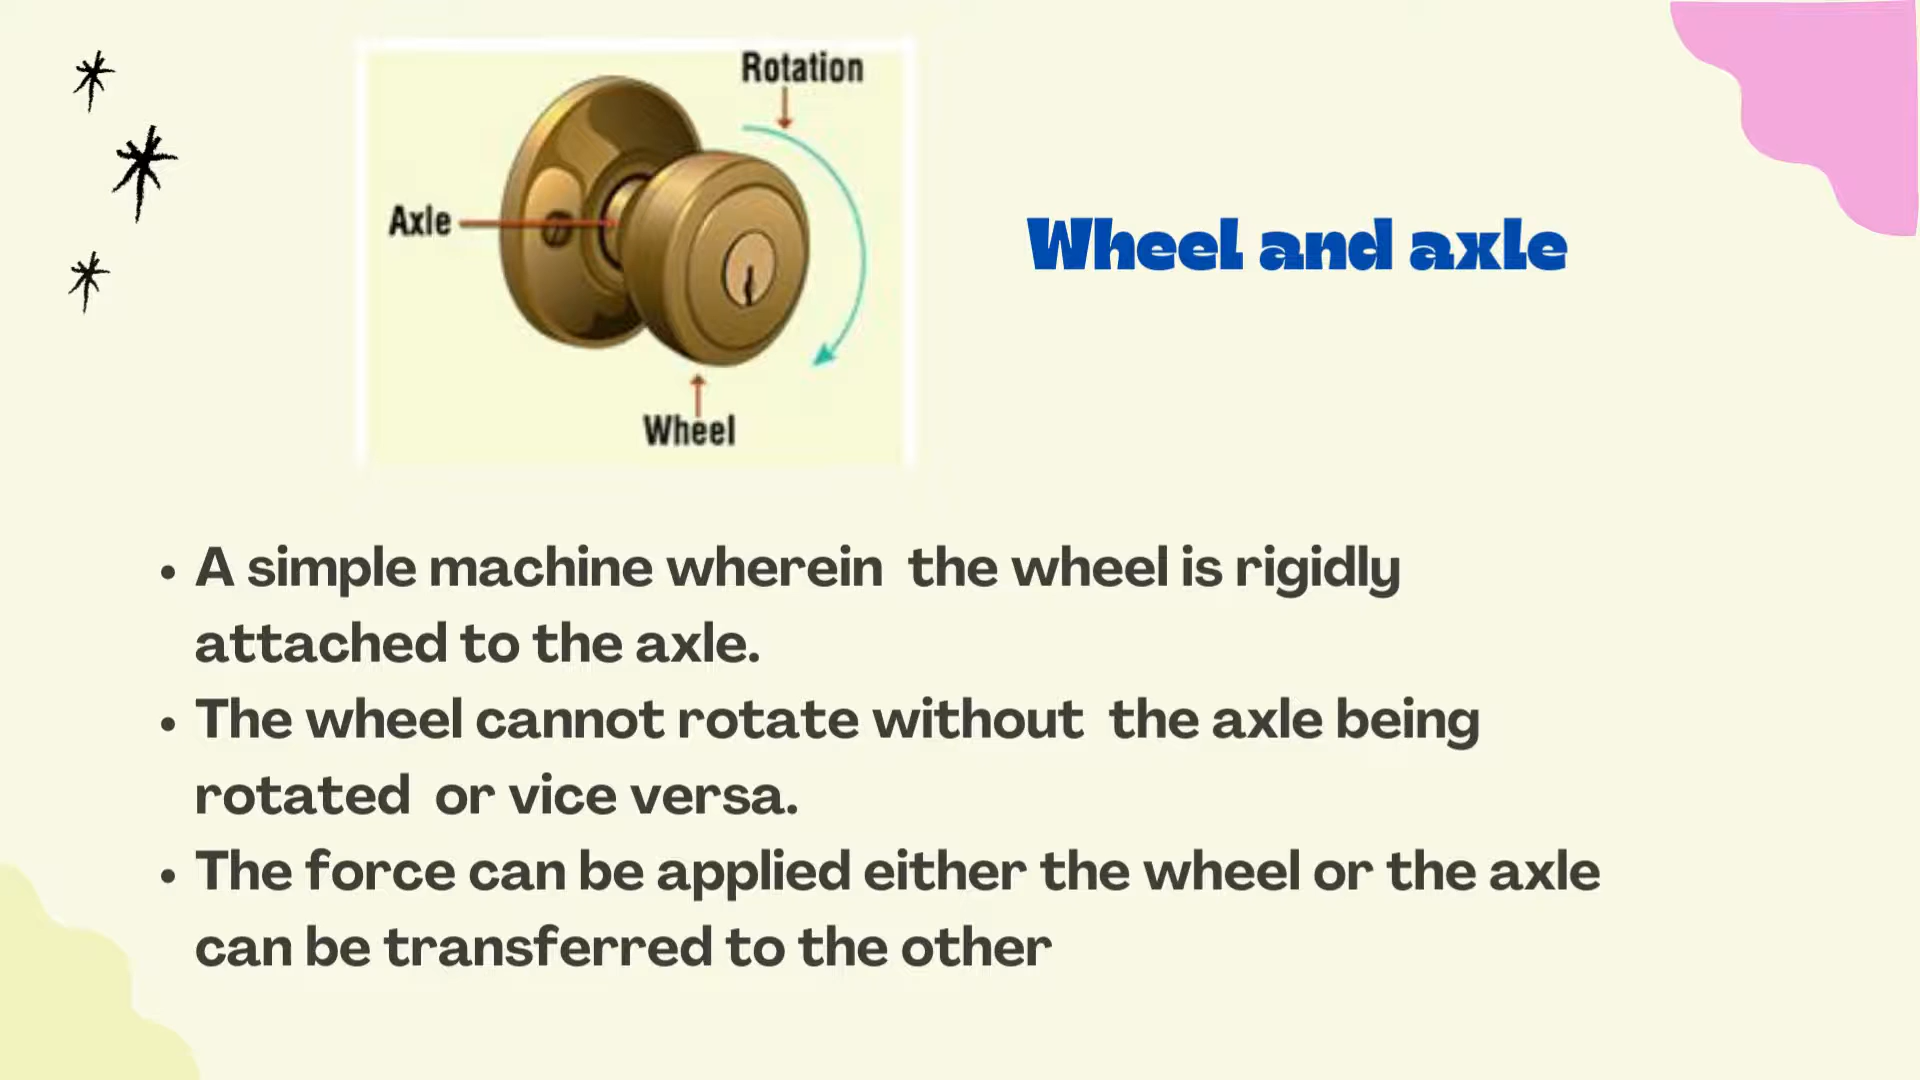 Rotation
Axle
Wheel
Wheel and axle
• A simple machine wherein  the wheel is rigidly
attached to the axle.
• The wheel cannot rotate without  the axle being
rotated  or vice versa.
• The force can be applied either the wheel or the axle
can be transferred to the other